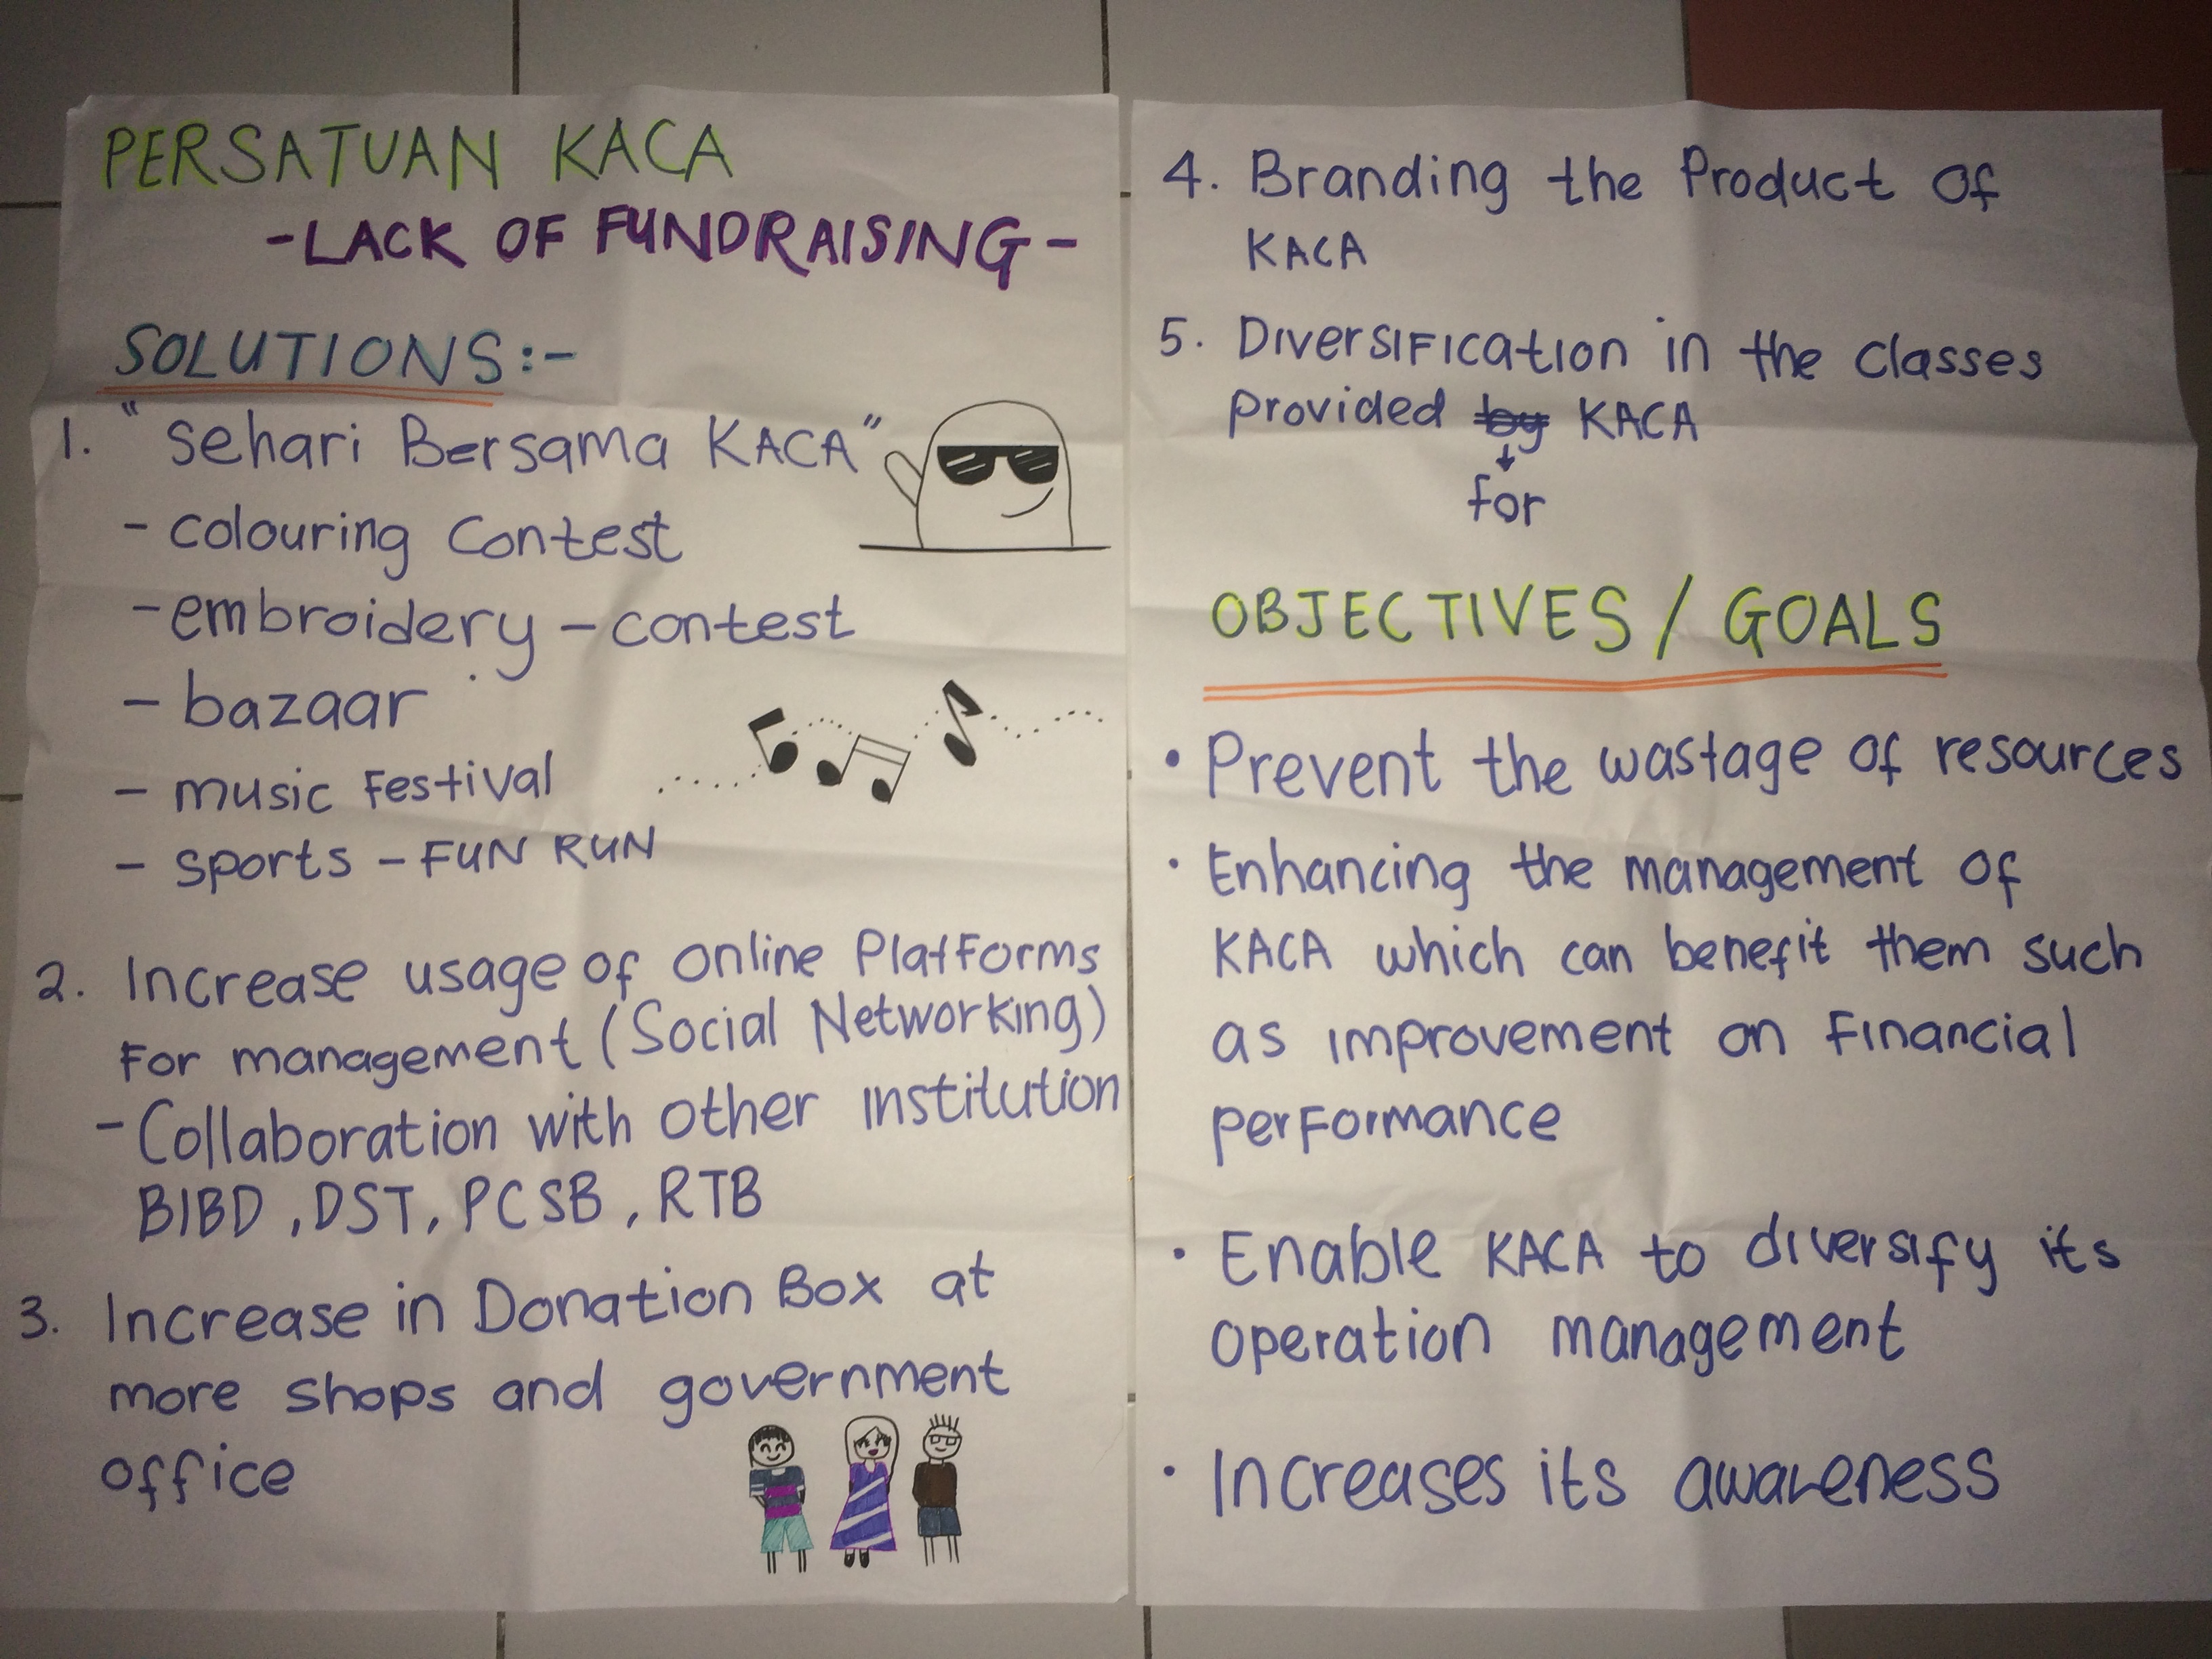 PERSATUAN KACA
-LACK OF FUNDRAISING-
SOLUTIONS:-
1. "Sehari Bersama KACA"
- colouring contest
- embroidery - contest
- bazaar
- music Festival
- sports - FUN RUN
2. Increase usage of online Platforms
For management (Social Networking)
- Collaboration with other institution
BIBD, DST, PCSB, RTB
3. Increase in Donation Box at
more shops and government
office
4. Branding the Product Of
KACA
5. Diversification in the classes
provided by KACA
for
OBJECTIVES / GOALS
• Prevent the wastage of resources
• Enhancing the management of
KACA which can benefit them such
as improvement on Financial
performance
• Enable KACA to diversify its
operation management
• Increases its awareness